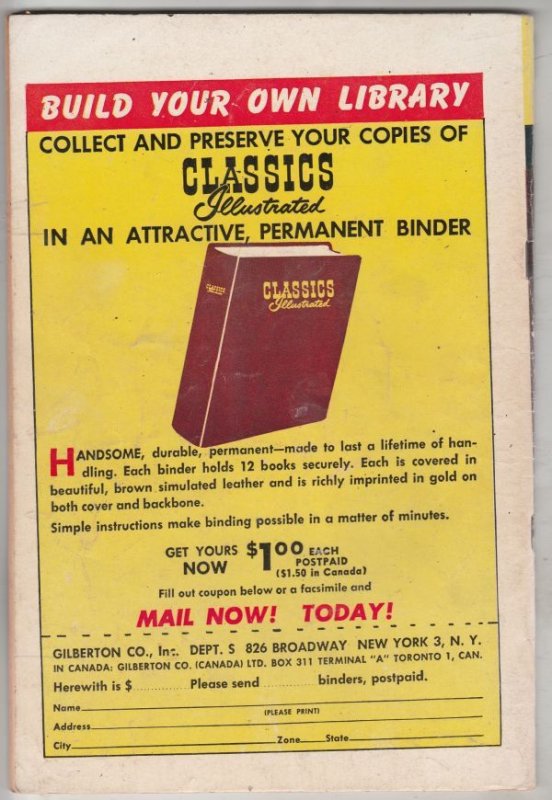 BUILD YOUR OWN LIBRARY
COLLECT AND PRESERVE YOUR COPIES OF
CLASSICS
Illustrated
IN AN ATTRACTIVE, PERMANENT BINDER
CLASSICS
Illustrated
HANDSOME, durable, permanent—made to last a lifetime of han-
dling. Each binder holds 12 books securely. Each is covered in
beautiful, brown simulated leather and is richly imprinted in gold on
both cover and backbone.
Simple instructions make binding possible in a matter of minutes.
GET YOURS NOW $1.00 EACH POSTPAID
($1.50 in Canada)
Fill out coupon below or a facsimile and
MAIL NOW! TODAY!
GILBERTON CO., Inc. DEPT. S 826 BROADWAY NEW YORK 3, N. Y.
IN CANADA: GILBERTON CO. (CANADA) LTD. BOX 311 TERMINAL "A" TORONTO 1, CAN.
Herewith is $ Please send binders, postpaid.
Name
(PLEASE PRINT)
Address
City Zone State